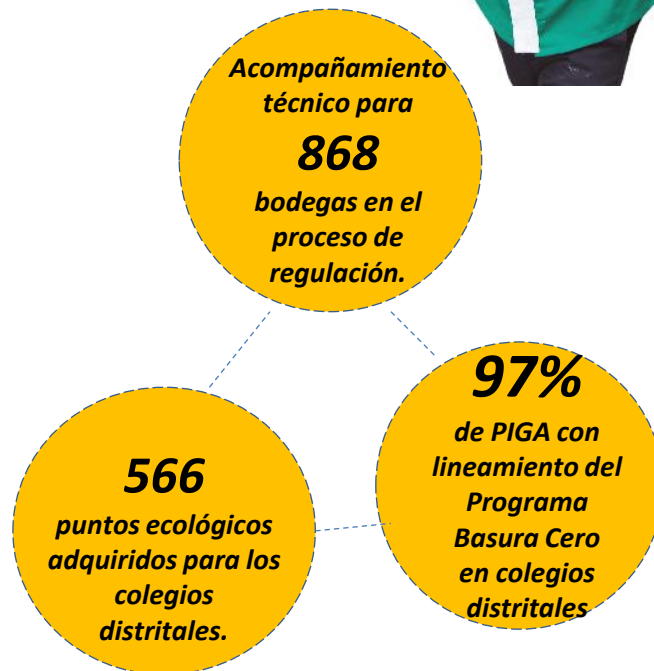 Acompañamiento
técnico para
868
bodegas en el
proceso de
regulación.
97%
de PIGA con
lineamiento del
Programa
Basura Cero
en colegios
distritales
566
puntos ecológicos
adquiridos para los
colegios
distritales.